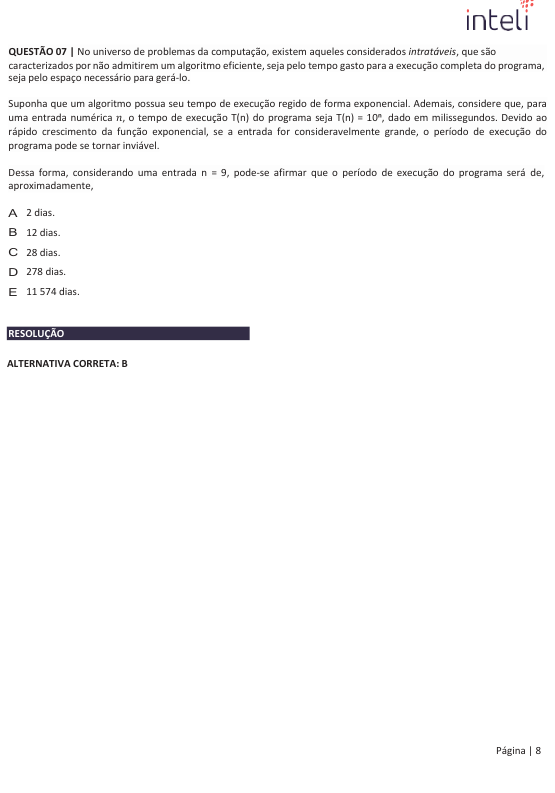 inteli
QUESTÃO 07 | No universo de problemas da computação, existem aqueles considerados intratáveis, que são
caracterizados por não admitirem um algoritmo eficiente, seja pelo tempo gasto para a execução completa do programa,
seja pelo espaço necessário para gerá-lo.
Suponha que um algoritmo possua seu tempo de execução regido de forma exponencial. Ademais, considere que, para
uma entrada numérica n, o tempo de execução T(n) do programa seja T(n) = 10ⁿ, dado em milissegundos. Devido ao
rápido crescimento da função exponencial, se a entrada for consideravelmente grande, o período de execução do
programa pode se tornar inviável.
Dessa forma, considerando uma entrada n = 9, pode-se afirmar que o período de execução do programa será de,
aproximadamente,
A 2 dias.
B 12 dias.
C 28 dias.
D 278 dias.
E 11 574 dias.
RESOLUÇÃO
ALTERNATIVA CORRETA: B
Página | 8